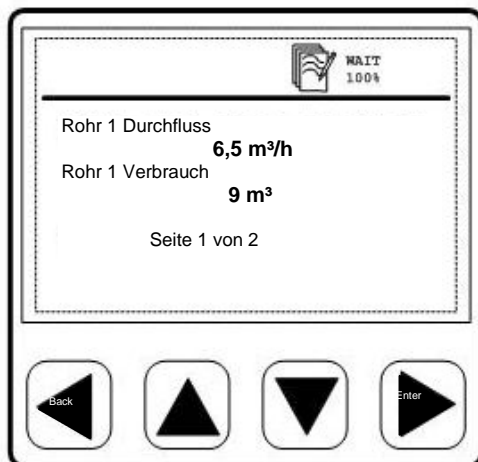 WAIT
100%
Rohr 1 Durchfluss
6,5 m³/h
Rohr 1 Verbrauch
9 m³
Seite 1 von 2
Back
Enter